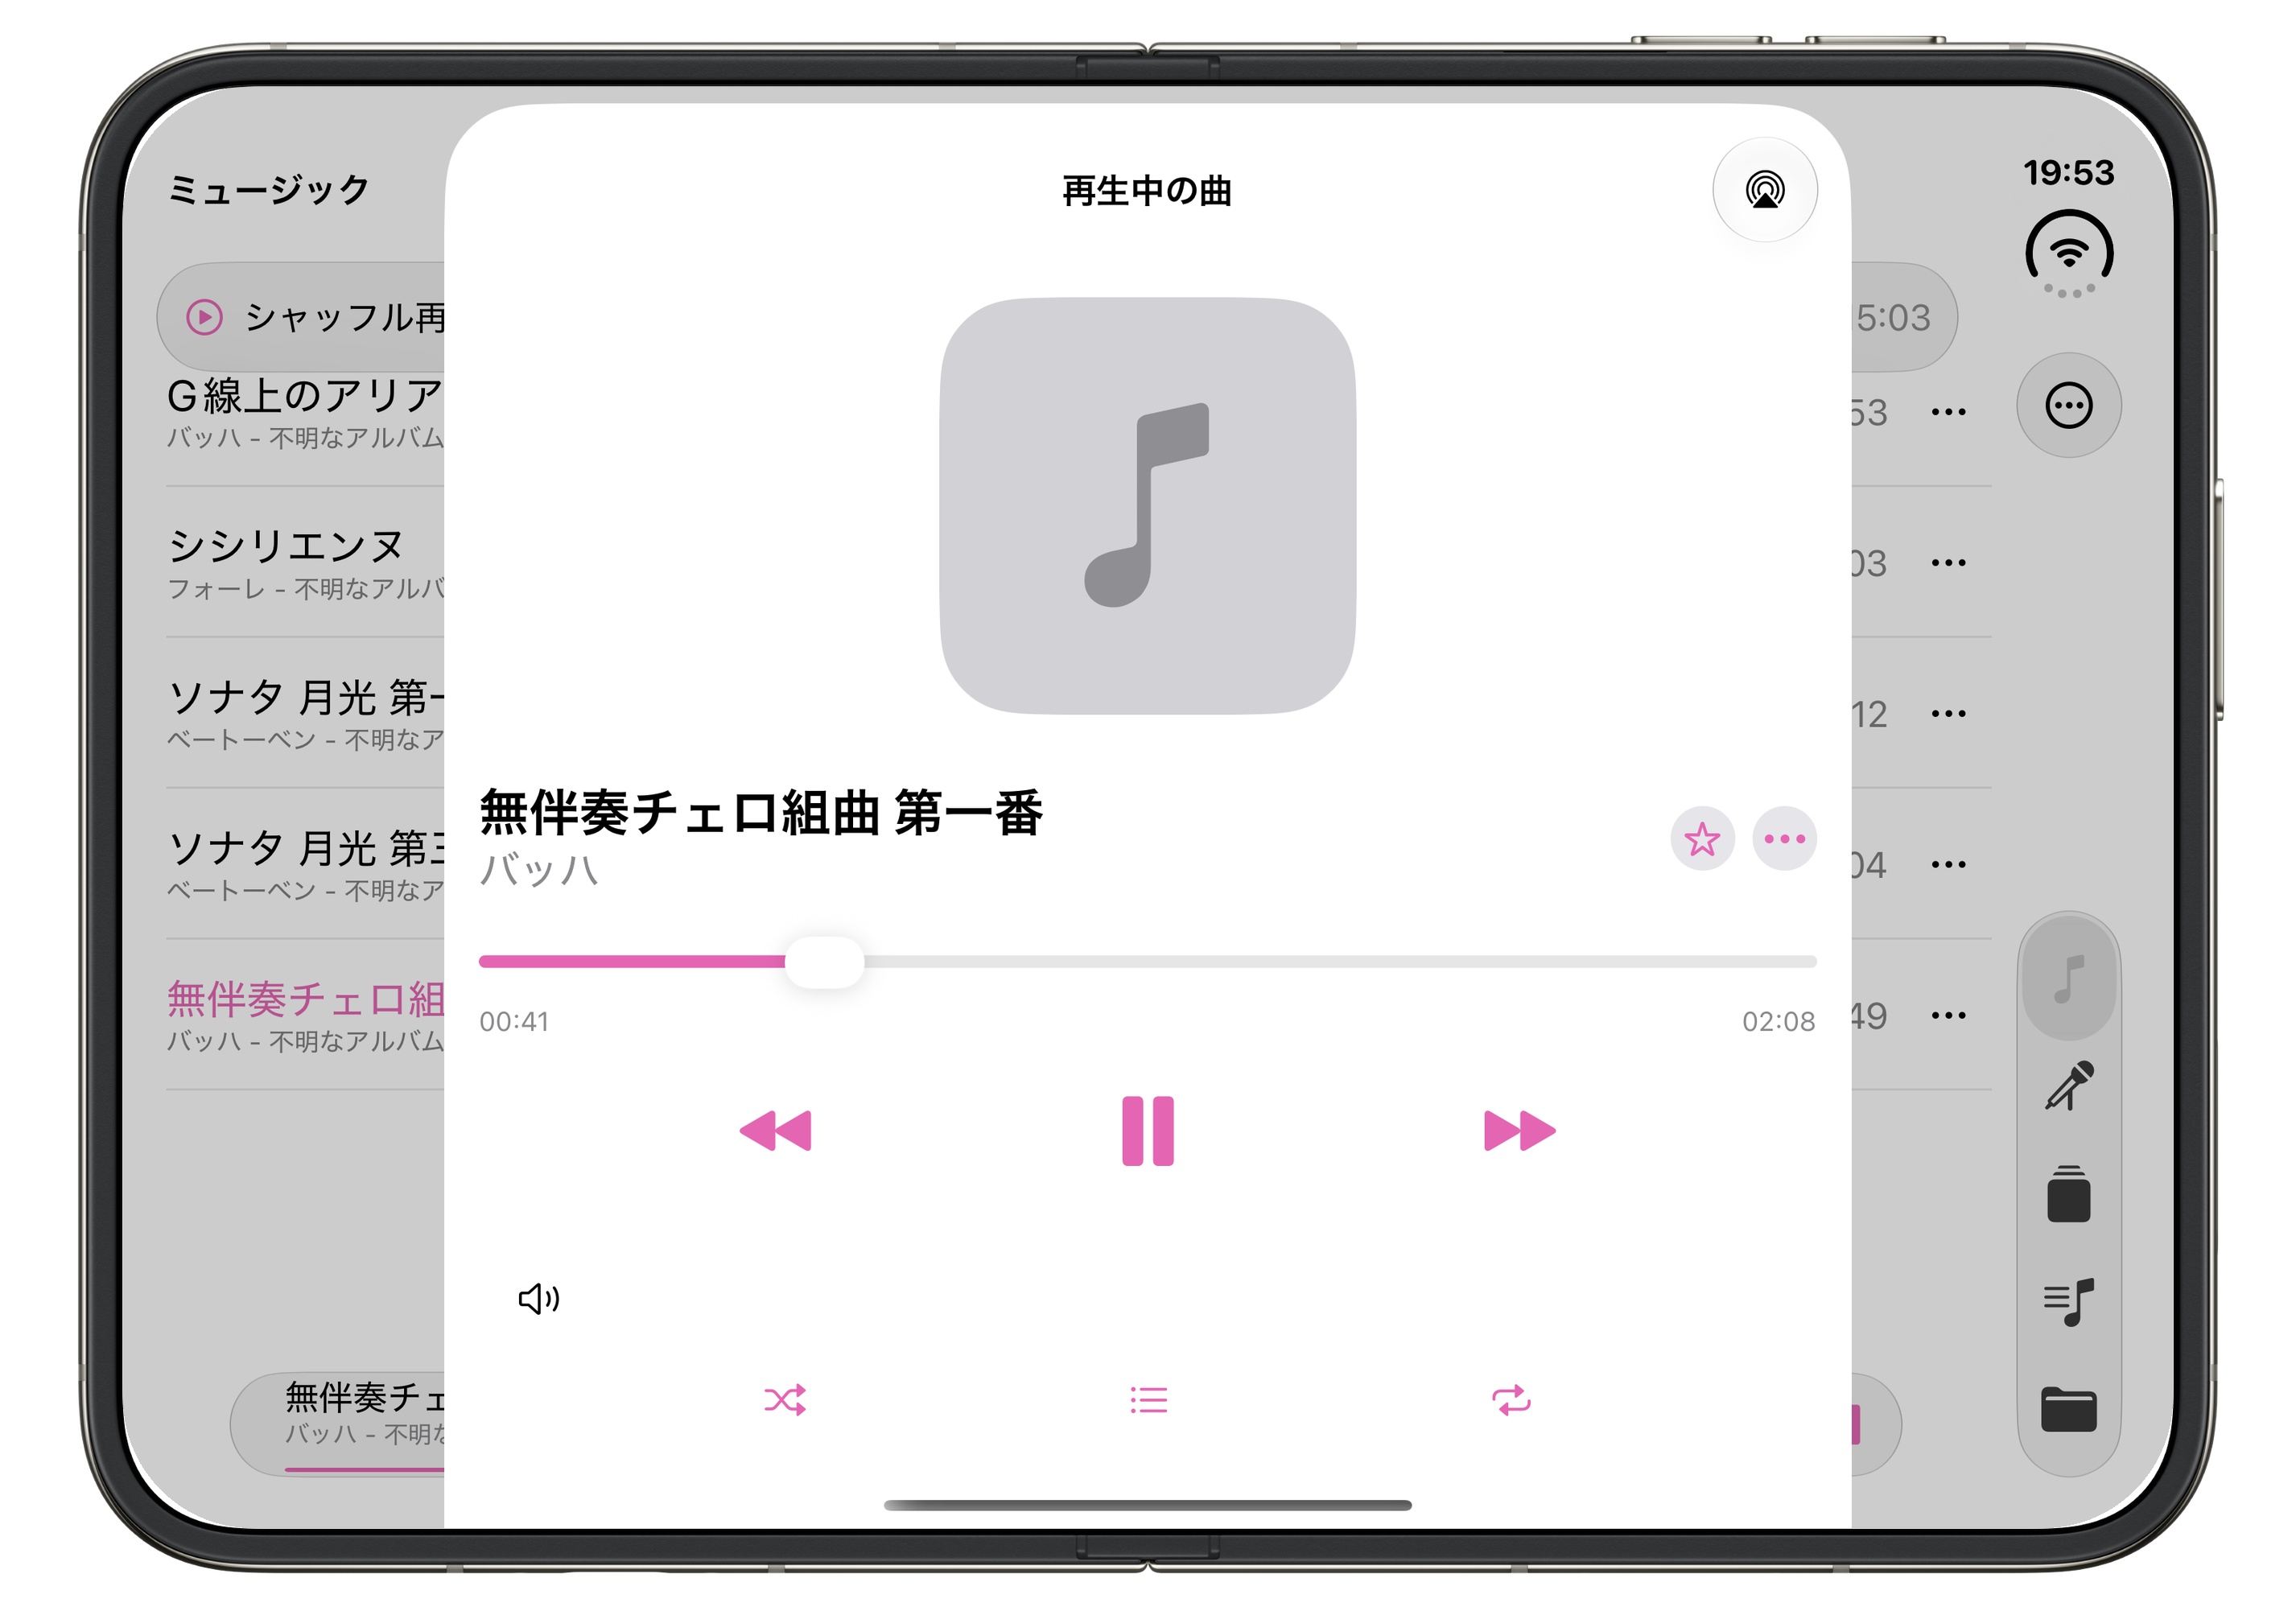 ミュージック
再生中の曲
19:53
シャッフル再
5:03
G線上のアリア
バッハ - 不明なアルバム
53
シシリエンヌ
フォーレ - 不明なアルバ
03
ソナタ 月光 第一
ベートーベン - 不明なア
12
ソナタ 月光 第三
ベートーベン - 不明なア
04
無伴奏チェロ組
バッハ - 不明なアルバム
49
無伴奏チェロ組曲 第一番
バッハ
00:41
02:08
無伴奏チェ
バッハ - 不明な